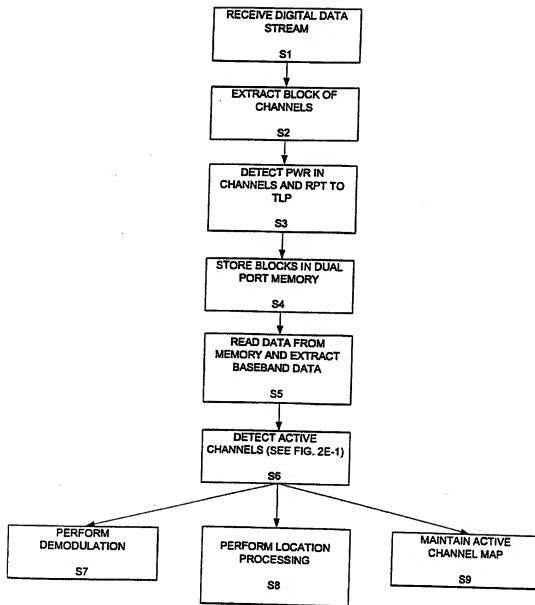 RECEIVE DIGITAL DATA
STREAM
S1
EXTRACT BLOCK OF
CHANNELS
S2
DETECT PWR IN
CHANNELS AND RPT TO
TLP
S3
STORE BLOCKS IN DUAL
PORT MEMORY
S4
READ DATA FROM
MEMORY AND EXTRACT
BASEBAND DATA
S5
DETECT ACTIVE
CHANNELS (SEE FIG. 2E-1)
S6
PERFORM
DEMODULATION
S7
PERFORM LOCATION
PROCESSING
S8
MAINTAIN ACTIVE
CHANNEL MAP
S9